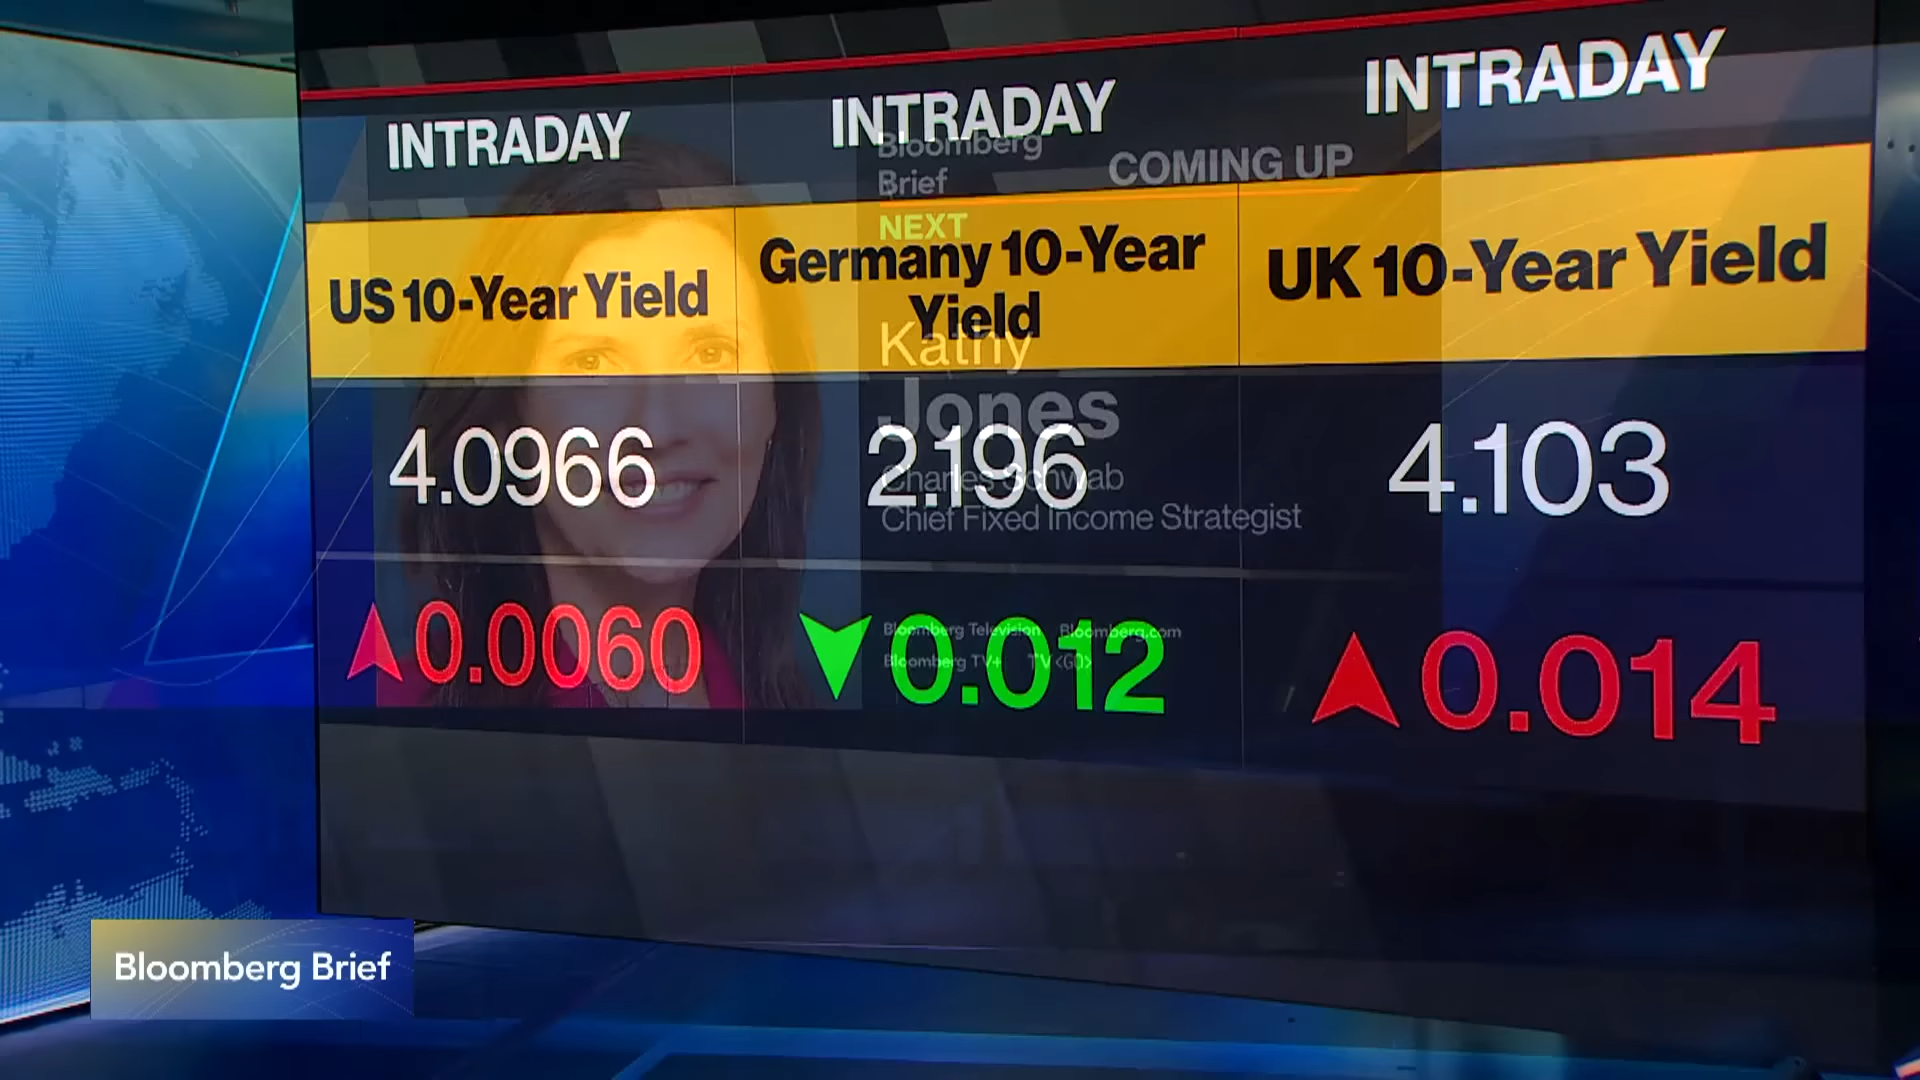 INTRADAY
INTRADAY
INTRADAY
US 10-Year Yield
Germany 10-Year
Yield
UK 10-Year Yield
4.0966
2.196
4.103
▲0.0060
▼0.012
▲0.014
Bloomberg
Brief
NEXT
COMING UP
Kathy
Jones
Charles Schwab
Chief Fixed Income Strategist
Bloomberg Television Bloomberg.com
Bloomberg TV+ TV<GO>
Bloomberg Brief